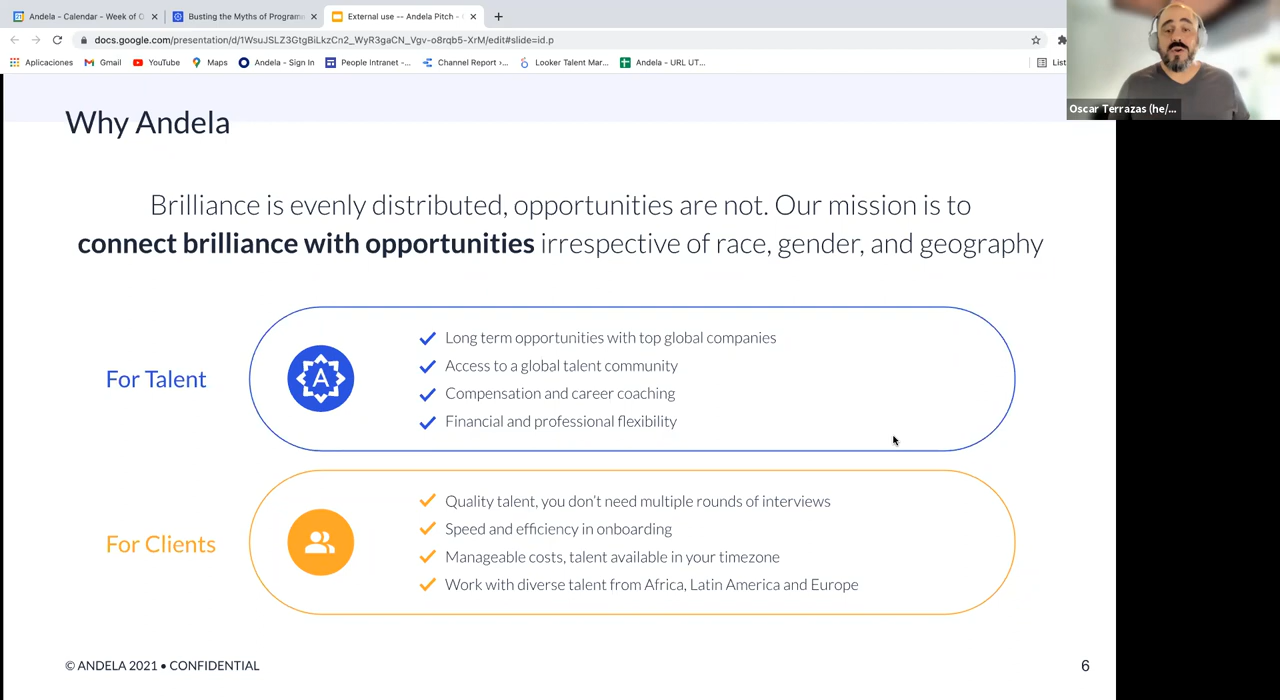 Andela - Calendar - Week of O
Busting the Myths of Programm
External use -- Andela Pitch -
docs.google.com/presentation/d/1WsuJSLZ3GtgBiLkzCn2_WyR3gaCN_Vgv-o8rqb5-XrM/edit#slide=id.p
Aplicaciones Gmail YouTube Maps Andela - Sign In People Intranet -... Channel Report ›... Looker Talent Mar... Andela - URL UT... List
Oscar Terrazas (he/...
Why Andela
Brilliance is evenly distributed, opportunities are not. Our mission is to
connect brilliance with opportunities irrespective of race, gender, and geography
For Talent
A
Long term opportunities with top global companies
Access to a global talent community
Compensation and career coaching
Financial and professional flexibility
For Clients
Quality talent, you don't need multiple rounds of interviews
Speed and efficiency in onboarding
Manageable costs, talent available in your timezone
Work with diverse talent from Africa, Latin America and Europe
© ANDELA 2021 • CONFIDENTIAL
6